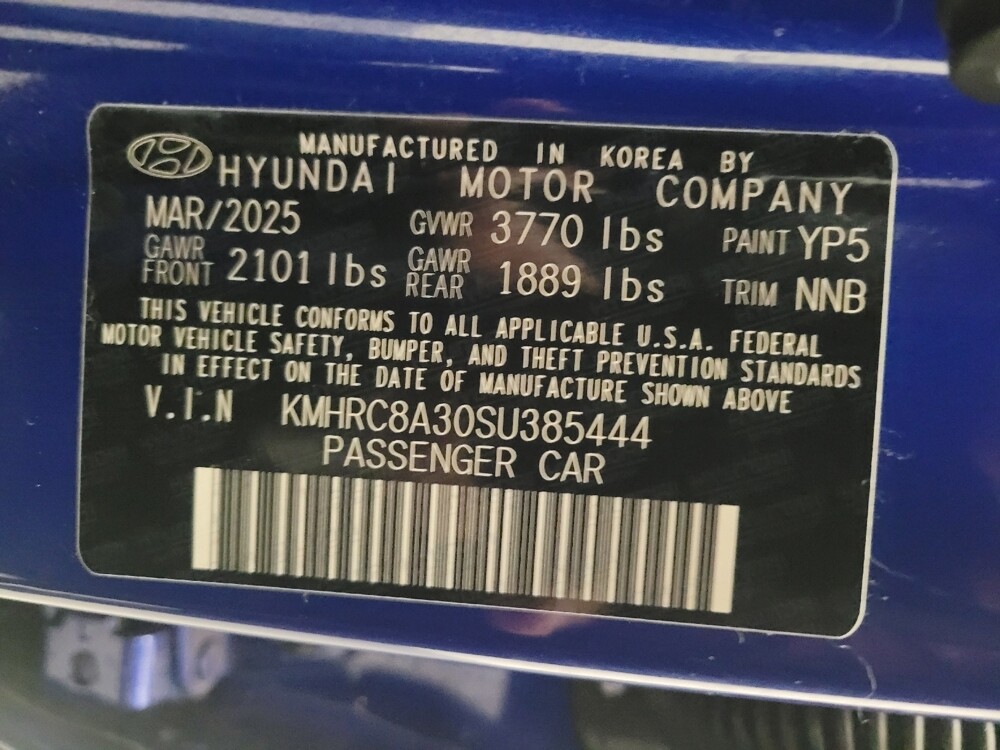 MANUFACTURED IN KOREA BY
HYUNDAI MOTOR COMPANY
MAR/2025 GVWR 3770 lbs PAINT YP5
GAWR FRONT 2101 lbs GAWR REAR 1889 lbs TRIM NNB
THIS VEHICLE CONFORMS TO ALL APPLICABLE U.S.A. FEDERAL
MOTOR VEHICLE SAFETY, BUMPER, AND THEFT PREVENTION STANDARDS
IN EFFECT ON THE DATE OF MANUFACTURE SHOWN ABOVE
V.I.N KMHRC8A30SU385444
PASSENGER CAR